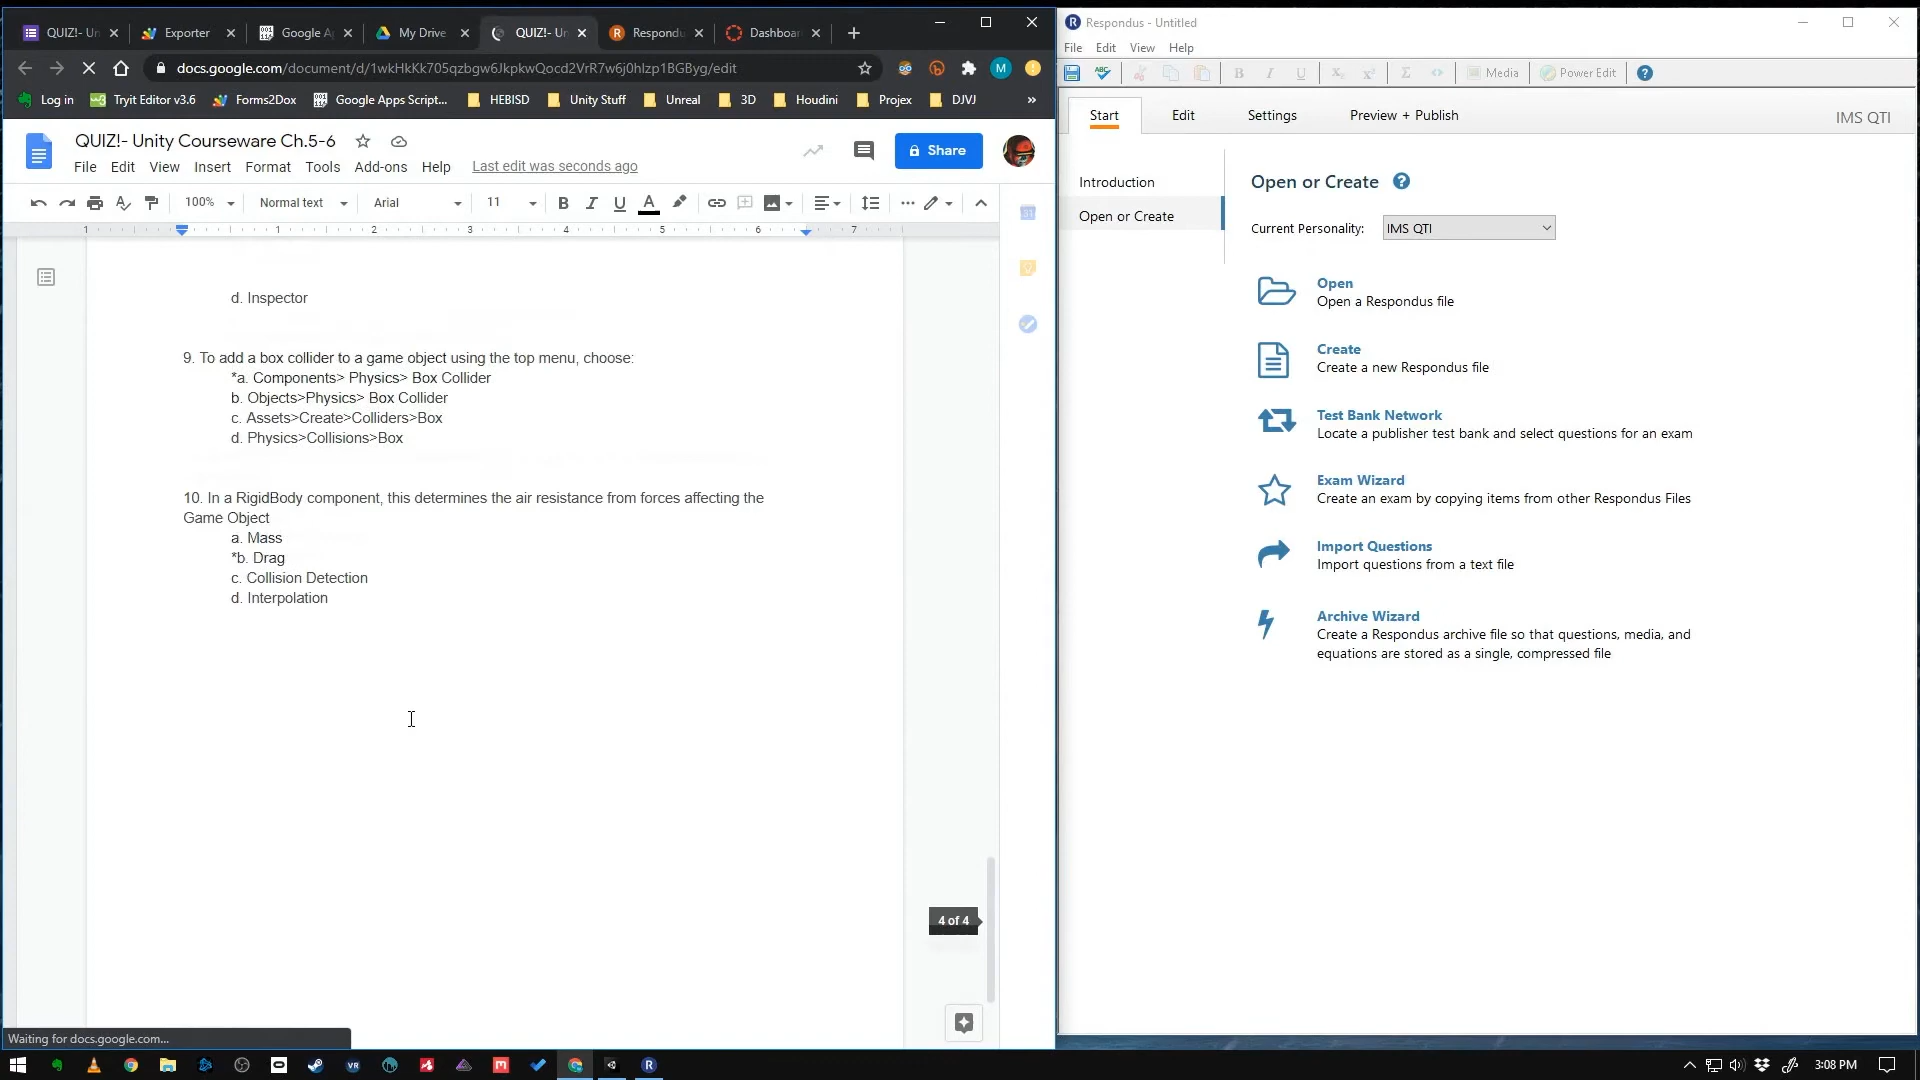 QUIZ!- Un
Exporter
Google A
My Drive
QUIZ!- Un
Respondu
Dashboar
docs.google.com/document/d/1wkHkKk705qzbgw6JkpkwQocd2VrR7w6j0hlzp1BGByg/edit
M
Log in
Tryit Editor v3.6
Forms2Dox
Google Apps Script...
HEBISD
Unity Stuff
Unreal
3D
Houdini
Projex
DJVJ
»
QUIZ!- Unity Courseware Ch.5-6
Share
File Edit View Insert Format Tools Add-ons Help Last edit was seconds ago
100% Normal text Arial 11 B I U A
1 1 2 3 4 5 6 7
d. Inspector
9. To add a box collider to a game object using the top menu, choose:
*a. Components> Physics> Box Collider
b. Objects>Physics> Box Collider
c. Assets>Create>Colliders>Box
d. Physics>Collisions>Box
10. In a RigidBody component, this determines the air resistance from forces affecting the
Game Object
a. Mass
*b. Drag
c. Collision Detection
d. Interpolation
4 of 4
Waiting for docs.google.com...
Respondus - Untitled
File Edit View Help
B I U Media Power Edit
Start Edit Settings Preview + Publish IMS QTI
Introduction
Open or Create
Open or Create
Current Personality: IMS QTI
Open
Open a Respondus file
Create
Create a new Respondus file
Test Bank Network
Locate a publisher test bank and select questions for an exam
Exam Wizard
Create an exam by copying items from other Respondus Files
Import Questions
Import questions from a text file
Archive Wizard
Create a Respondus archive file so that questions, media, and
equations are stored as a single, compressed file
3:08 PM